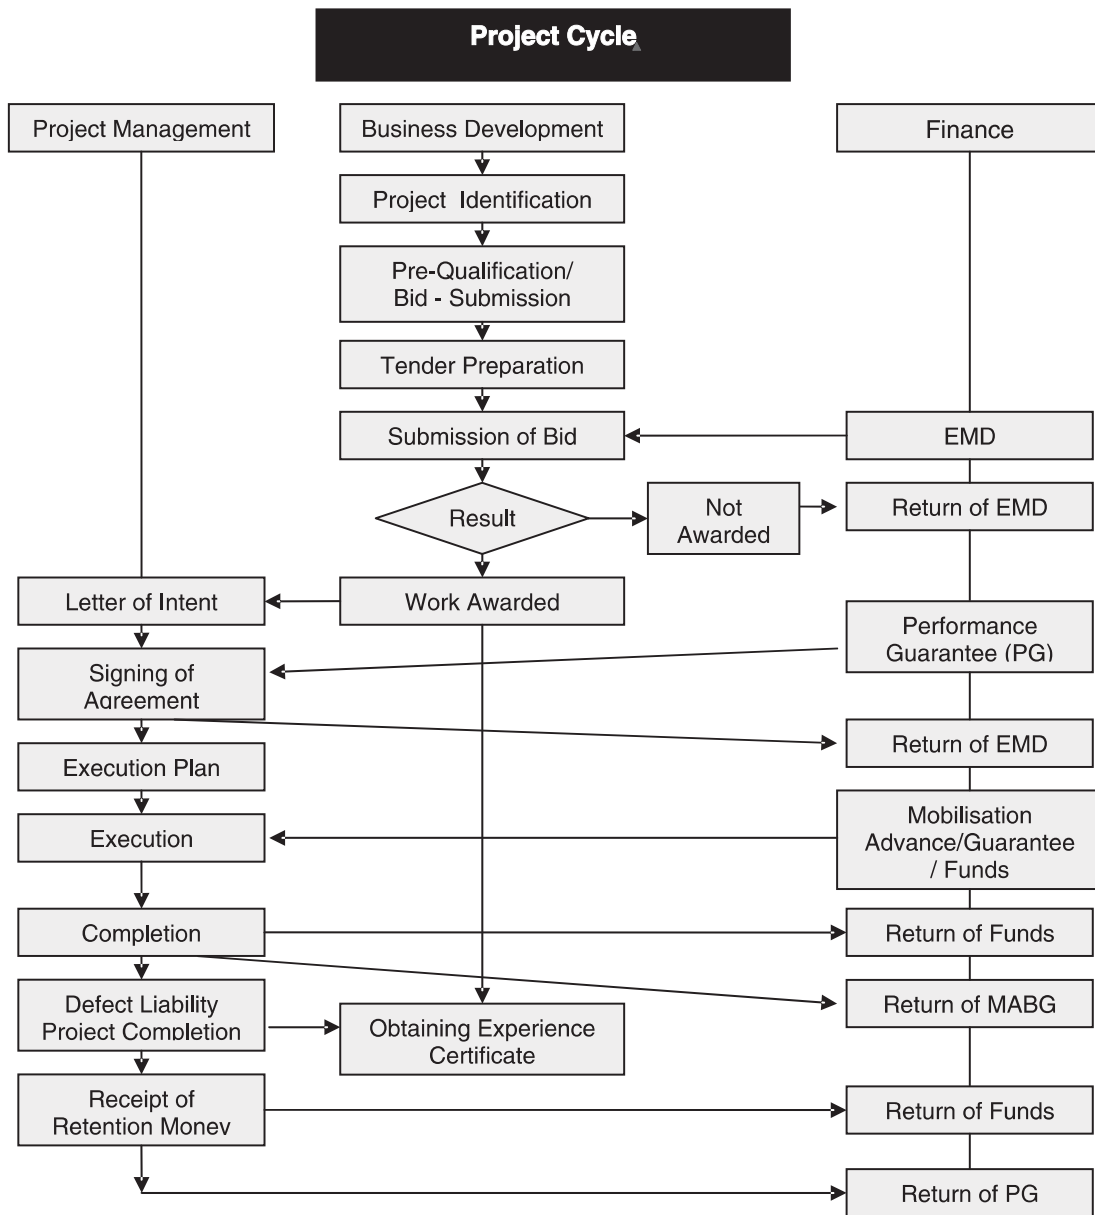 Project Cycle
Project Management
Business Development
Finance
Project Identification
Pre-Qualification/
Bid - Submission
Tender Preparation
Submission of Bid
EMD
Result
Not
Awarded
Return of EMD
Letter of Intent
Work Awarded
Performance
Guarantee (PG)
Signing of
Agreement
Return of EMD
Execution Plan
Mobilisation
Advance/Guarantee
/ Funds
Execution
Completion
Return of Funds
Defect Liability
Project Completion
Obtaining Experience
Certificate
Return of MABG
Receipt of
Retention Money
Return of Funds
Return of PG